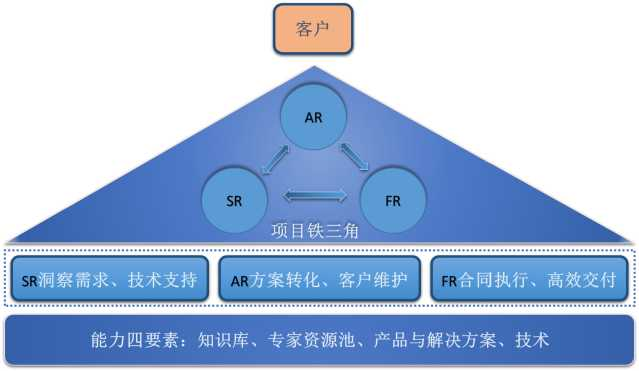 客户
AR
SR
FR
项目铁三角
SR洞察需求、技术支持
AR方案转化、客户维护
FR合同执行、高效交付
能力四要素：知识库、专家资源池、产品与解决方案、技术